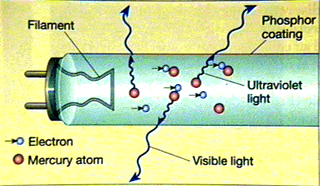 Filament
Phosphor
coating
Ultraviolet
light
Electron
Mercury atom
Visible light